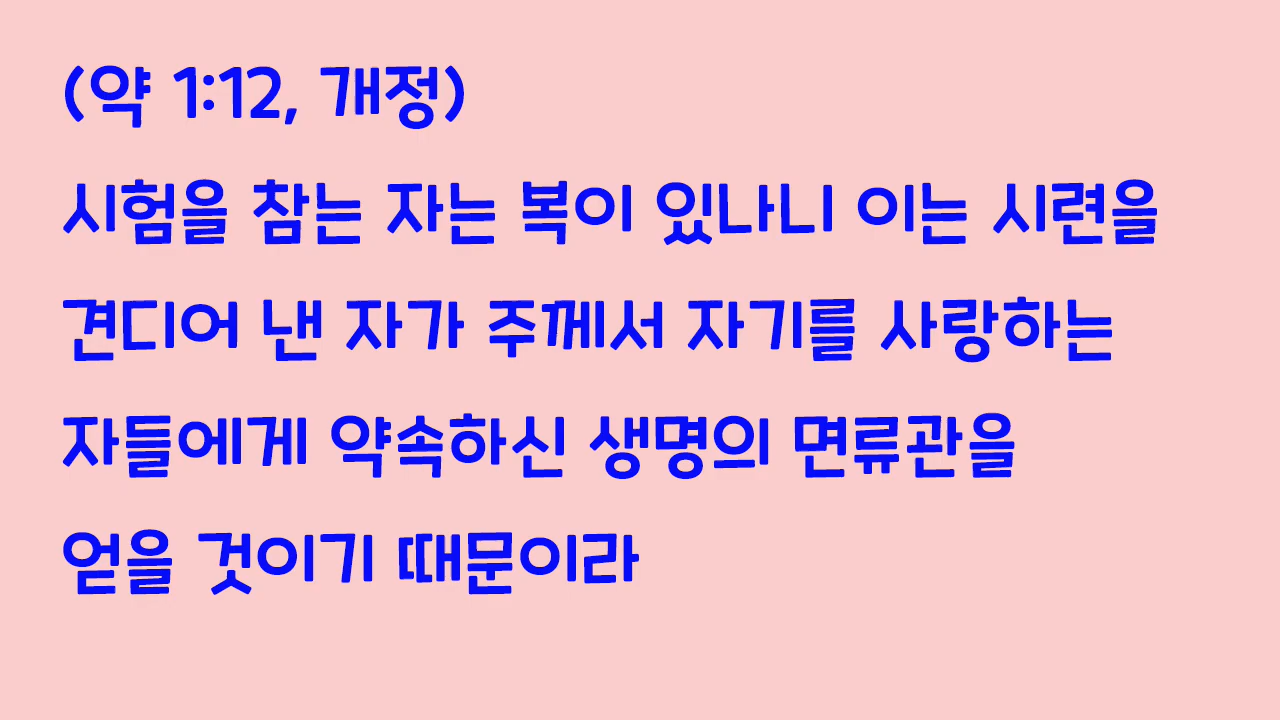 (약 1:12, 개정)
시험을 참는 자는 복이 있나니 이는 시련을
견디어 낸 자가 주께서 자기를 사랑하는
자들에게 약속하신 생명의 면류관을
얻을 것이기 때문이라